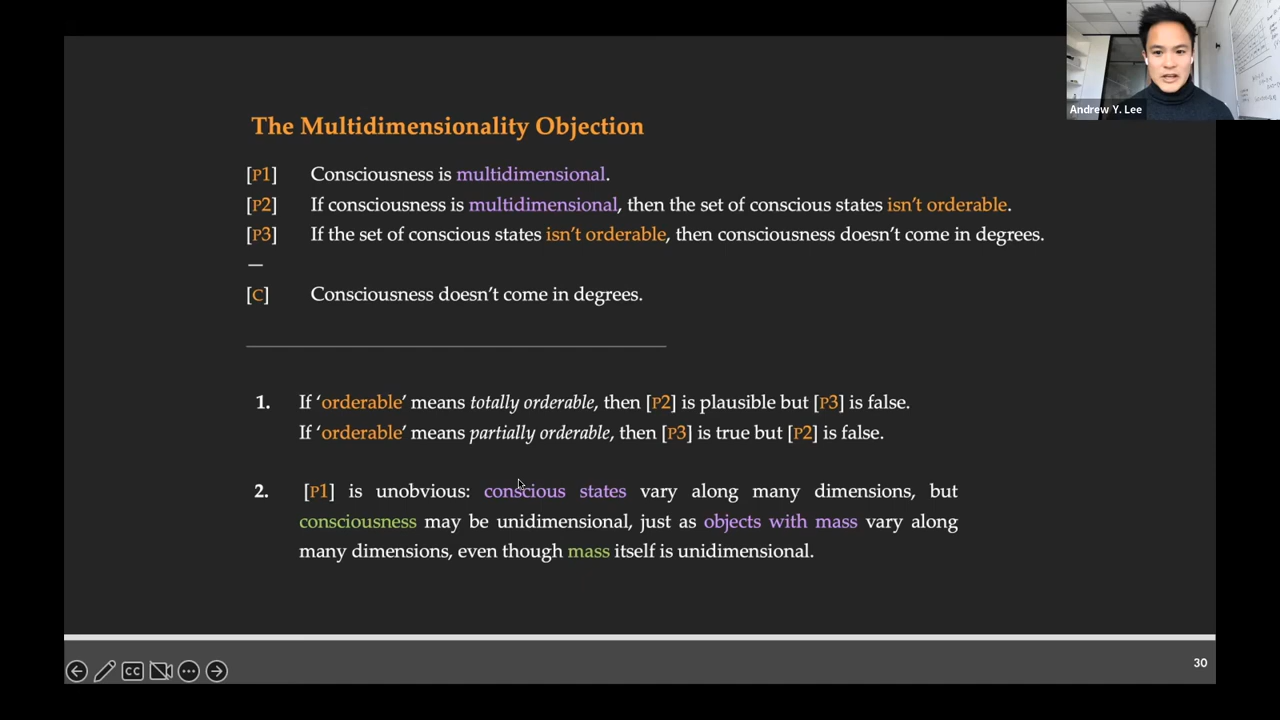 Andrew Y. Lee
The Multidimensionality Objection
[P1] Consciousness is multidimensional.
[P2] If consciousness is multidimensional, then the set of conscious states isn't orderable.
[P3] If the set of conscious states isn't orderable, then consciousness doesn't come in degrees.
—
[C] Consciousness doesn't come in degrees.
1. If ‘orderable’ means totally orderable, then [P2] is plausible but [P3] is false.
If ‘orderable’ means partially orderable, then [P3] is true but [P2] is false.
2. [P1] is unobvious: conscious states vary along many dimensions, but
consciousness may be unidimensional, just as objects with mass vary along
many dimensions, even though mass itself is unidimensional.
CC
30